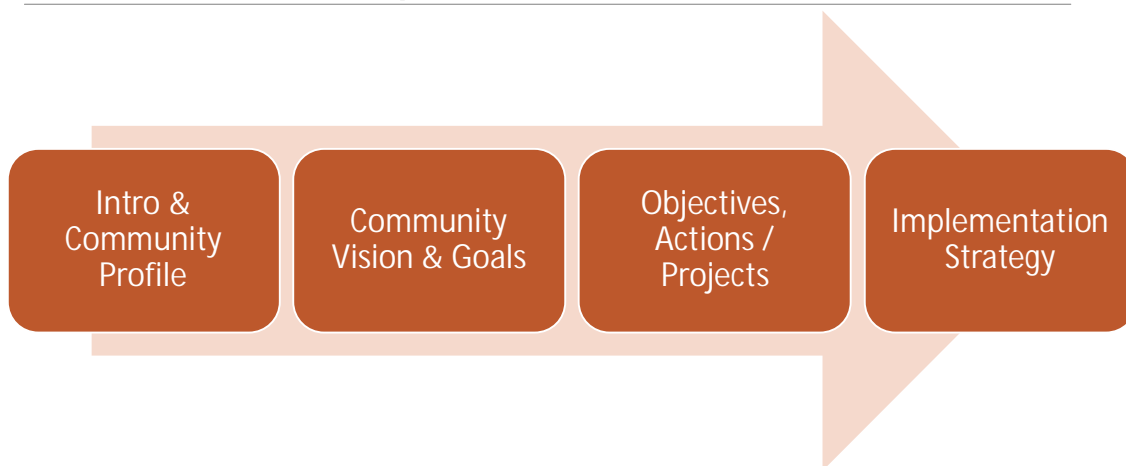 Intro &
Community
Profile
Community
Vision & Goals
Objectives,
Actions /
Projects
Implementation
Strategy